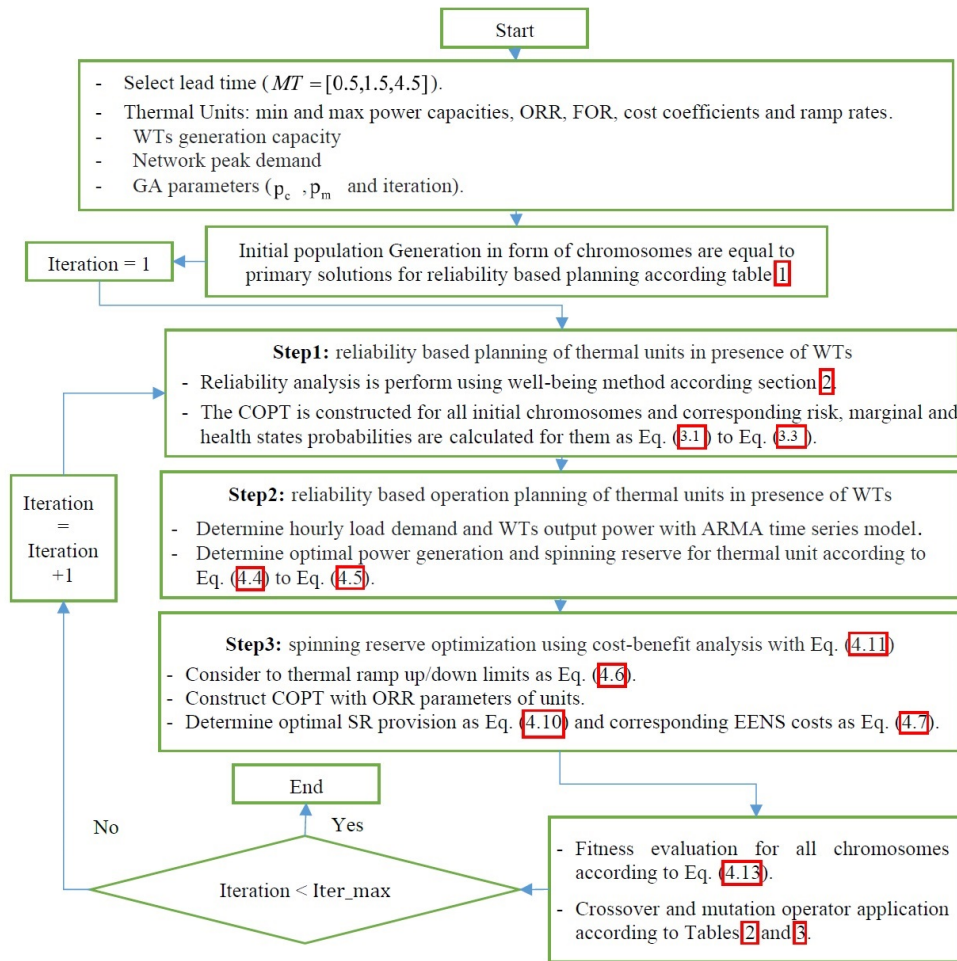 Start
- Select lead time (MT = [0.5,1.5,4.5]).
- Thermal Units: min and max power capacities, ORR, FOR, cost coefficients and ramp rates.
- WTs generation capacity
- Network peak demand
- GA parameters (p_c , p_m and iteration).
Initial population Generation in form of chromosomes are equal to
primary solutions for reliability based planning according table 1
Iteration = 1
Step1: reliability based planning of thermal units in presence of WTs
- Reliability analysis is perform using well-being method according section 2.
- The COPT is constructed for all initial chromosomes and corresponding risk, marginal and
health states probabilities are calculated for them as Eq. (3.1) to Eq. (3.3).
Iteration
=
Iteration
+1
Step2: reliability based operation planning of thermal units in presence of WTs
- Determine hourly load demand and WTs output power with ARMA time series model.
- Determine optimal power generation and spinning reserve for thermal unit according to
Eq. (4.4) to Eq. (4.5).
Step3: spinning reserve optimization using cost-benefit analysis with Eq. (4.11)
- Consider to thermal ramp up/down limits as Eq. (4.6).
- Construct COPT with ORR parameters of units.
- Determine optimal SR provision as Eq. (4.10) and corresponding EENS costs as Eq. (4.7).
End
No
Yes
Iteration < Iter_max
- Fitness evaluation for all chromosomes
according to Eq. (4.13).
- Crossover and mutation operator application
according to Tables 2 and 3.